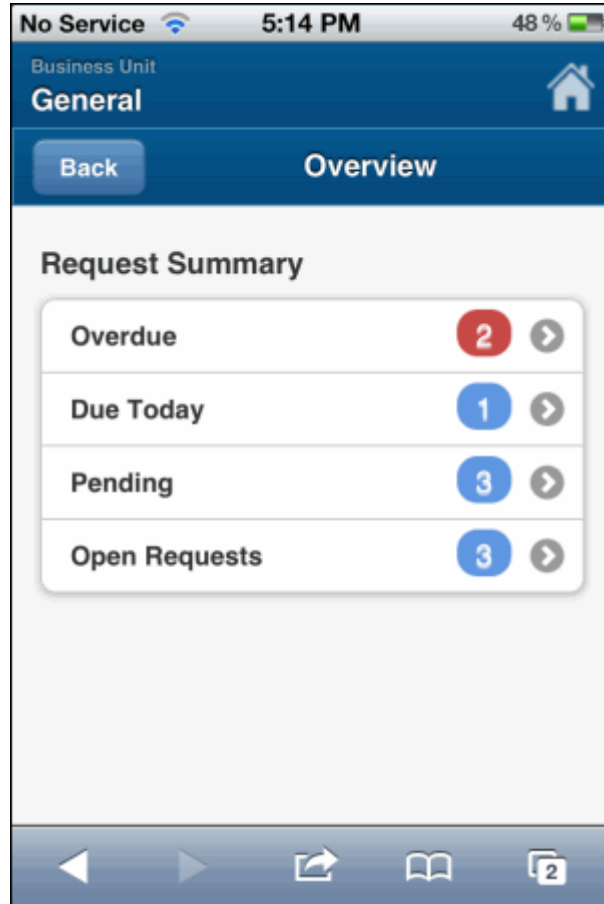 No Service 5:14 PM 48 %
Business Unit
General
Back Overview
Request Summary
Overdue 2
Due Today 1
Pending 3
Open Requests 3
2